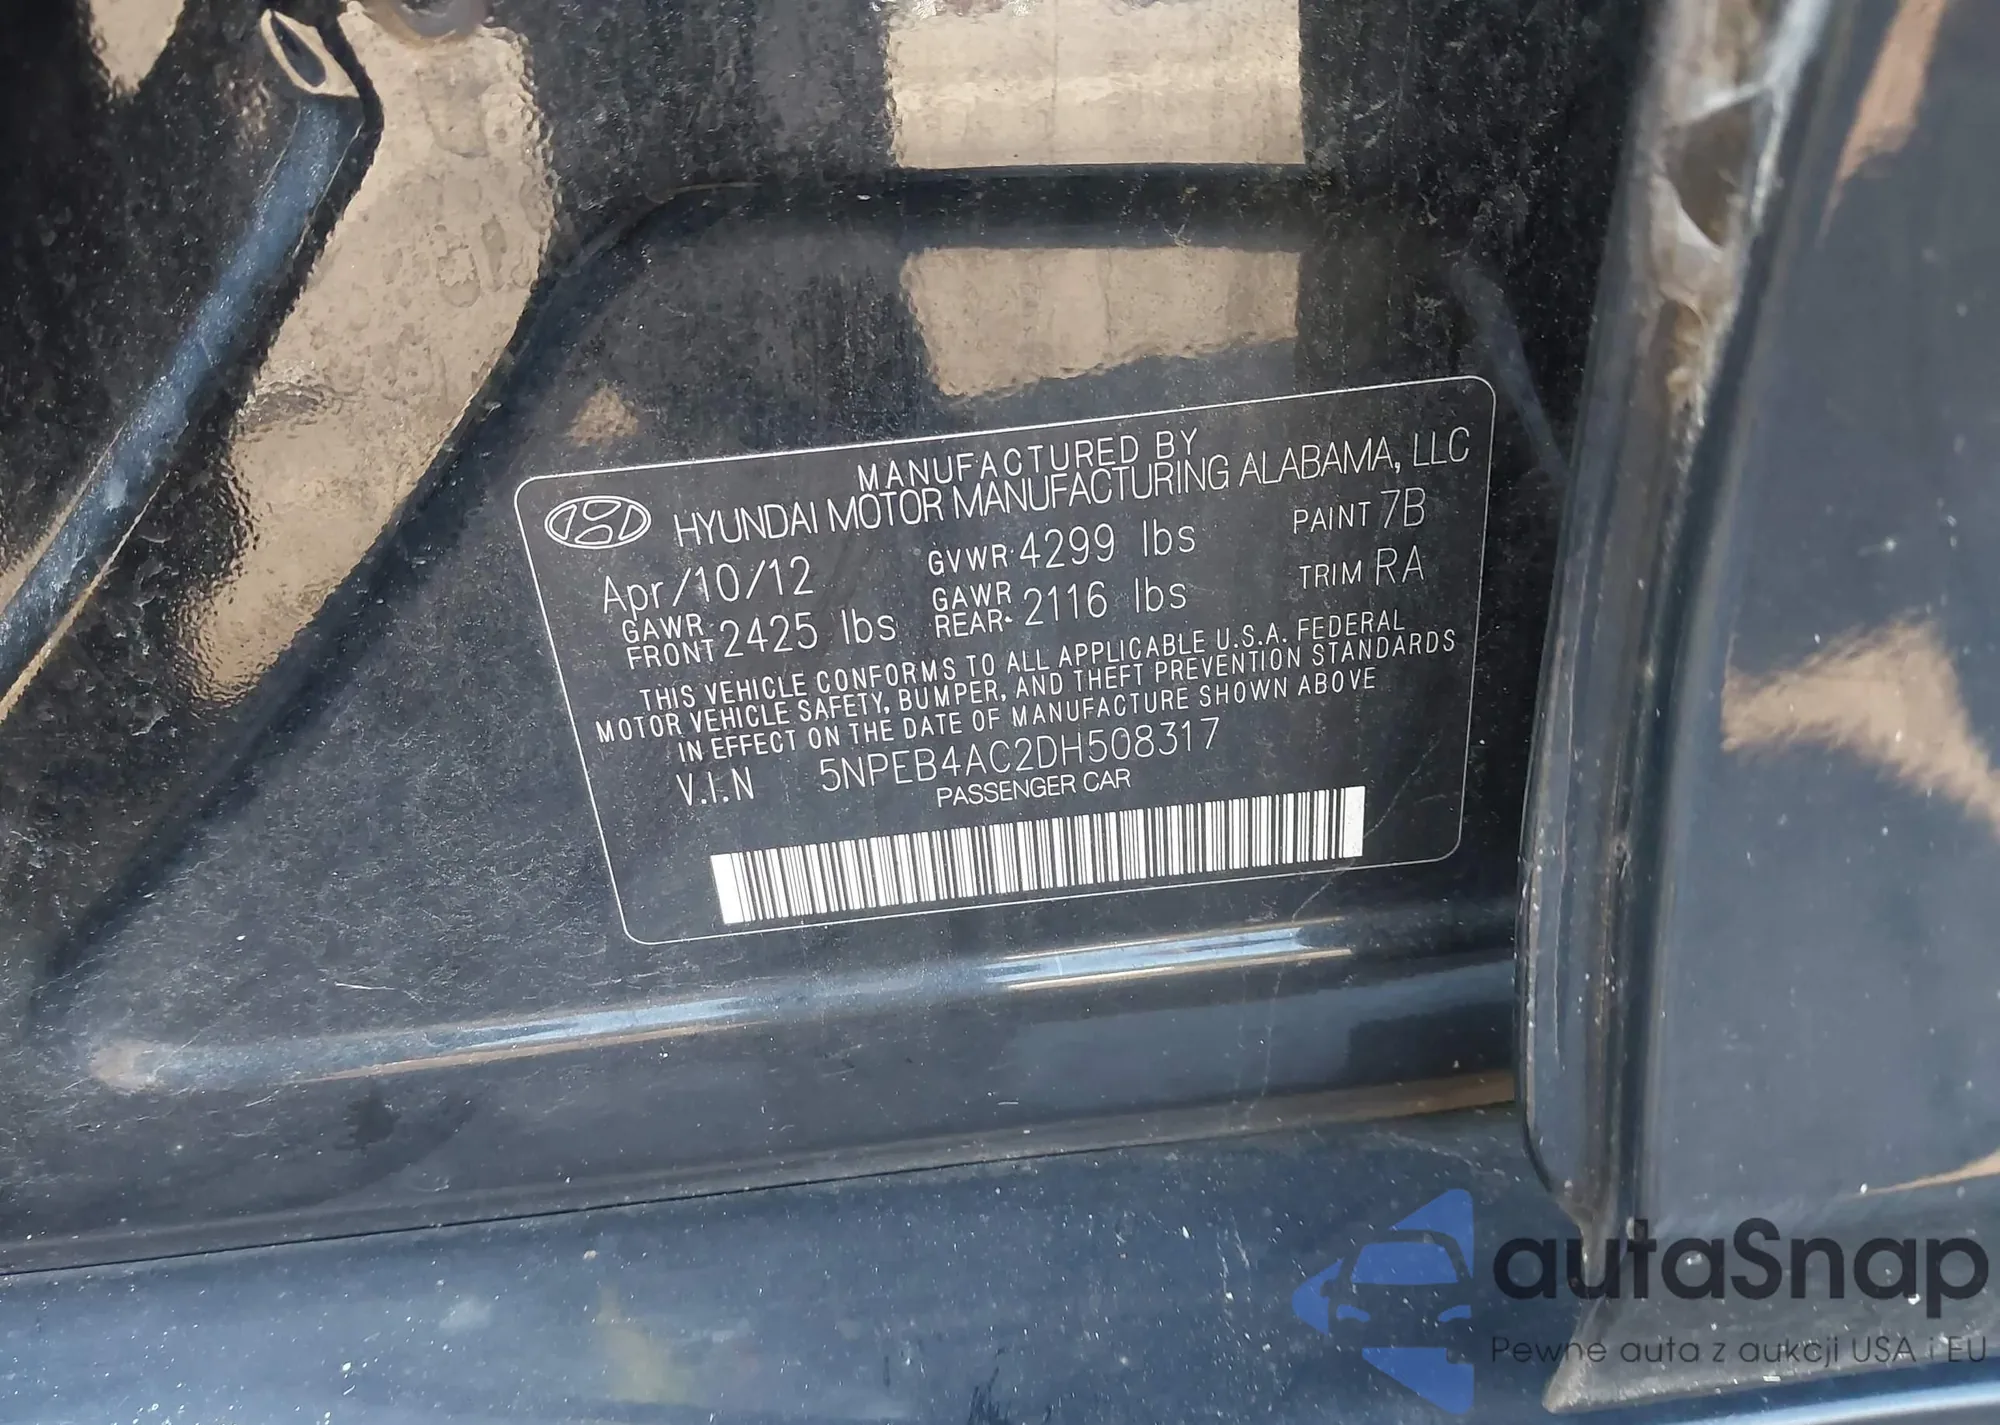 MANUFACTURED BY
HYUNDAI MOTOR MANUFACTURING ALABAMA, LLC
Apr/10/12 GVWR: 4299 lbs PAINT 7B
GAWR FRONT 2425 lbs GAWR REAR: 2116 lbs TRIM RA
THIS VEHICLE CONFORMS TO ALL APPLICABLE U.S.A. FEDERAL
MOTOR VEHICLE SAFETY, BUMPER, AND THEFT PREVENTION STANDARDS
IN EFFECT ON THE DATE OF MANUFACTURE SHOWN ABOVE
V.I.N 5NPEB4AC2DH508317
PASSENGER CAR
autaSnap
Pewne auta z aukcji USA i EU